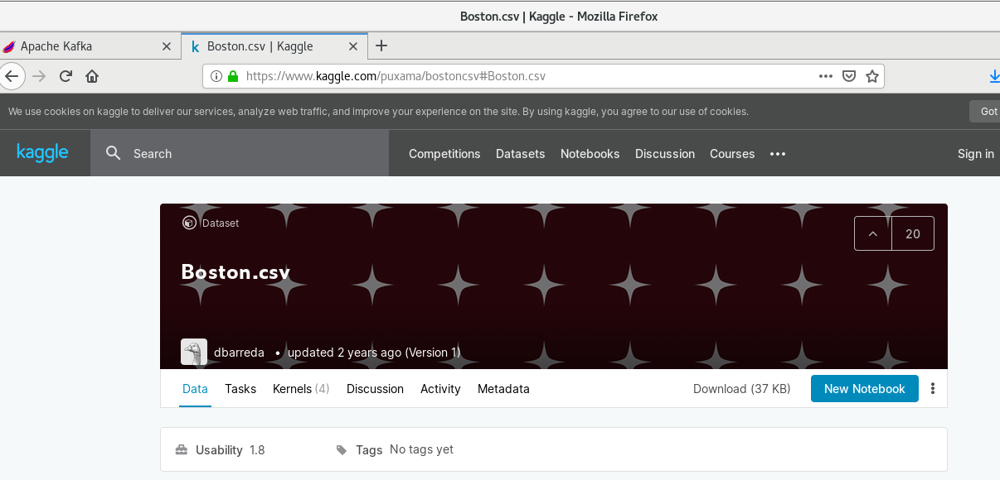 Boston.csv | Kaggle - Mozilla Firefox
Apache Kafka
Boston.csv | Kaggle
https://www.kaggle.com/puxama/bostoncsv#Boston.csv
We use cookies on kaggle to deliver our services, analyze web traffic, and improve your experience on the site. By using kaggle, you agree to our use of cookies.
Got
kaggle
Search
Competitions
Datasets
Notebooks
Discussion
Courses
Sign in
Dataset
20
Boston.csv
dbarreda • updated 2 years ago (Version 1)
Data
Tasks
Kernels (4)
Discussion
Activity
Metadata
Download (37 KB)
New Notebook
Usability 1.8
Tags No tags yet